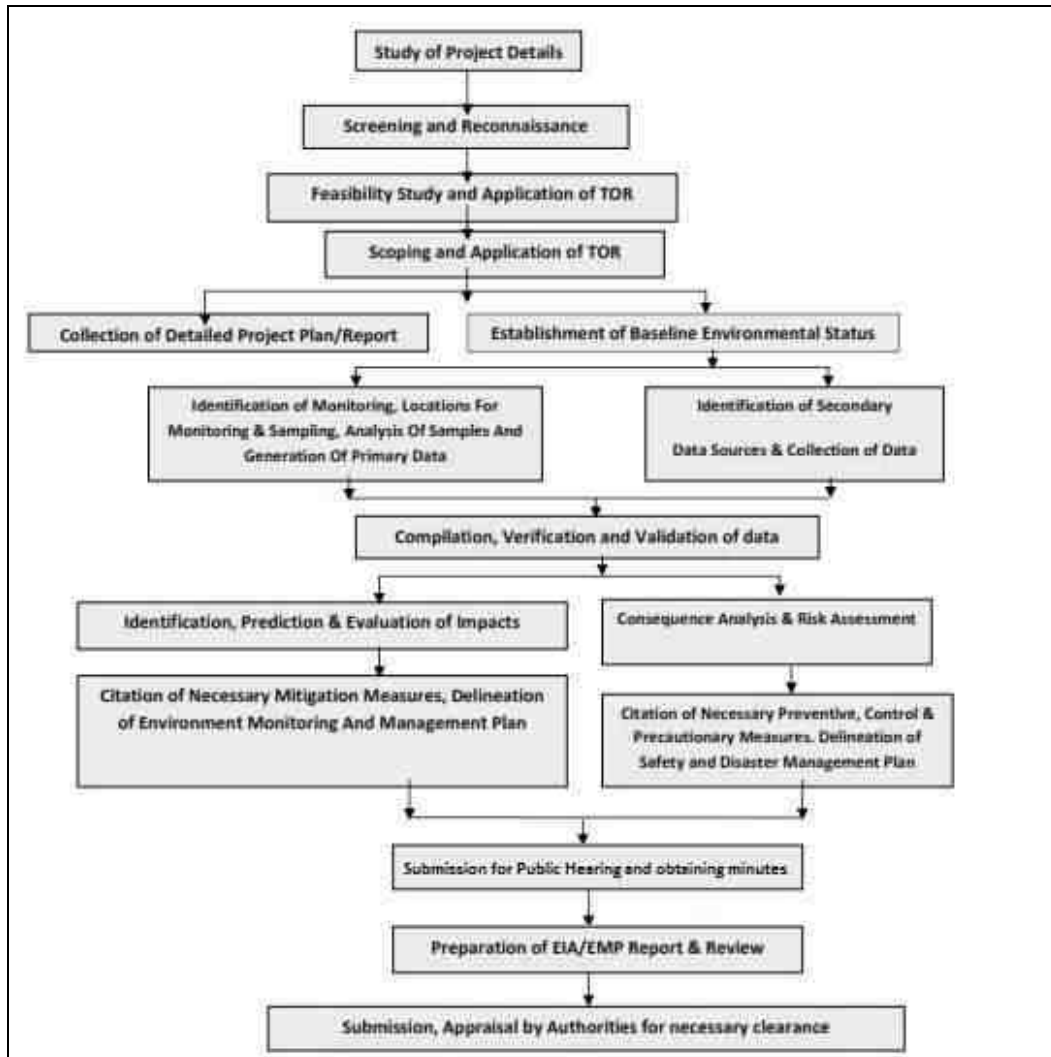 Study of Project Details
Screening and Reconnaissance
Feasibility Study and Application of TOR
Scoping and Application of TOR
Collection of Detailed Project Plan/Report
Establishment of Baseline Environmental Status
Identification of Monitoring, Locations For
Monitoring & Sampling, Analysis Of Samples And
Generation Of Primary Data
Identification of Secondary
Data Sources & Collection of Data
Compilation, Verification and Validation of data
Identification, Prediction & Evaluation of Impacts
Consequence Analysis & Risk Assessment
Citation of Necessary Mitigation Measures, Delineation
of Environment Monitoring And Management Plan
Citation of Necessary Preventive, Control &
Precautionary Measures. Delineation of
Safety and Disaster Management Plan
Submission for Public Hearing and obtaining minutes
Preparation of EIA/EMP Report & Review
Submission, Appraisal by Authorities for necessary clearance